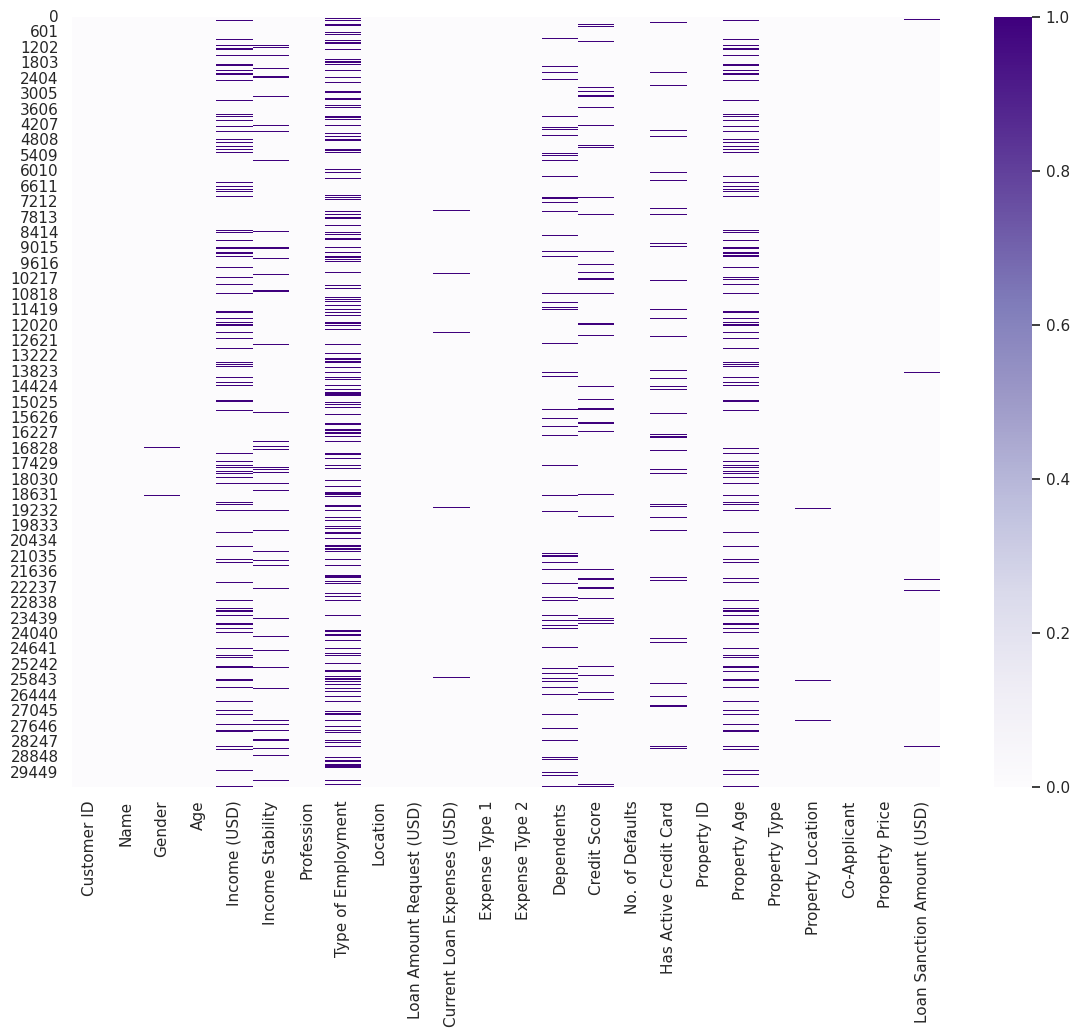 0
601
1202
1803
2404
3005
3606
4207
4808
5409
6010
6611
7212
7813
8414
9015
9616
10217
10818
11419
12020
12621
13222
13823
14424
15025
15626
16227
16828
17429
18030
18631
19232
19833
20434
21035
21636
22237
22838
23439
24040
24641
25242
25843
26444
27045
27646
28247
28848
29449
Customer ID
Name
Gender
Age
Income (USD)
Income Stability
Profession
Type of Employment
Location
Loan Amount Request (USD)
Current Loan Expenses (USD)
Expense Type 1
Expense Type 2
Dependents
Credit Score
No. of Defaults
Has Active Credit Card
Property ID
Property Age
Property Type
Property Location
Co-Applicant
Property Price
Loan Sanction Amount (USD)
1.0
0.8
0.6
0.4
0.2
0.0